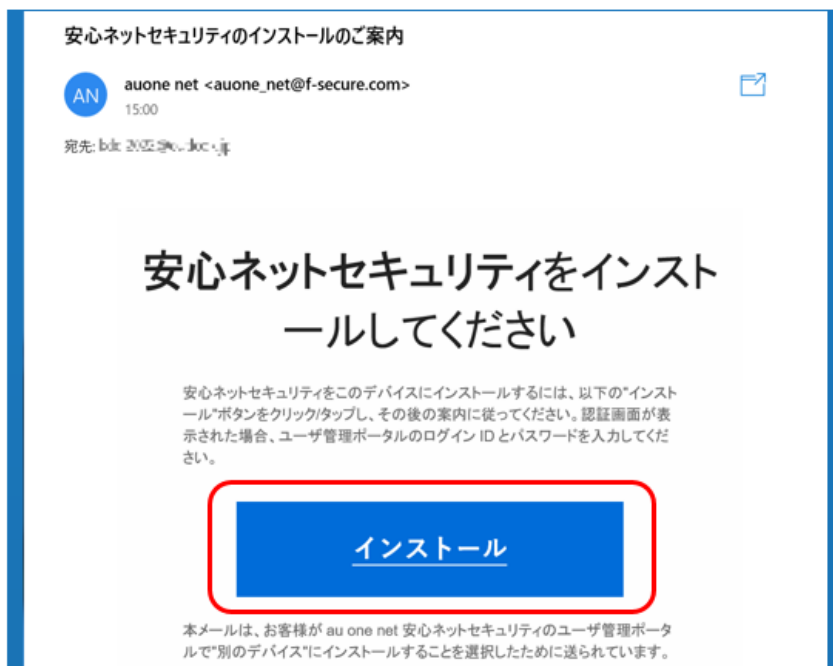 安心ネットセキュリティのインストールのご案内
AN
auone net <auone_net@f-secure.com>
15:00
宛先:
安心ネットセキュリティをインスト
ールしてください
安心ネットセキュリティをこのデバイスにインストールするには、以下の"インスト
ール"ボタンをクリック/タップし、その後の案内に従ってください。認証画面が表
示された場合、ユーザ管理ポータルのログイン ID とパスワードを入力してくだ
さい。
インストール
本メールは、お客様が au one net 安心ネットセキュリティのユーザ管理ポータ
ルで"別のデバイス"にインストールすることを選択したために送られています。